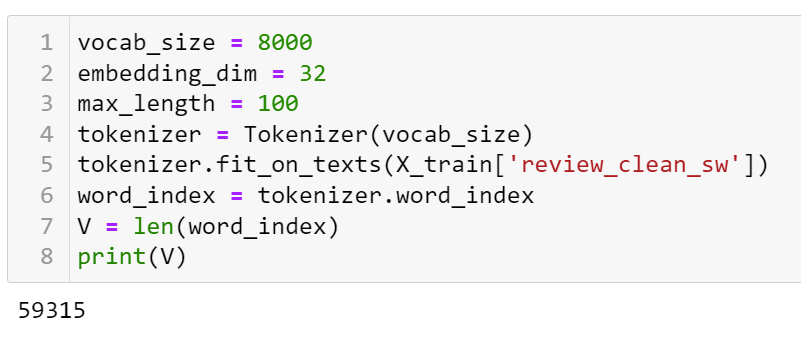 1 vocab_size = 8000
2 embedding_dim = 32
3 max_length = 100
4 tokenizer = Tokenizer(vocab_size)
5 tokenizer.fit_on_texts(X_train['review_clean_sw'])
6 word_index = tokenizer.word_index
7 V = len(word_index)
8 print(V)
59315